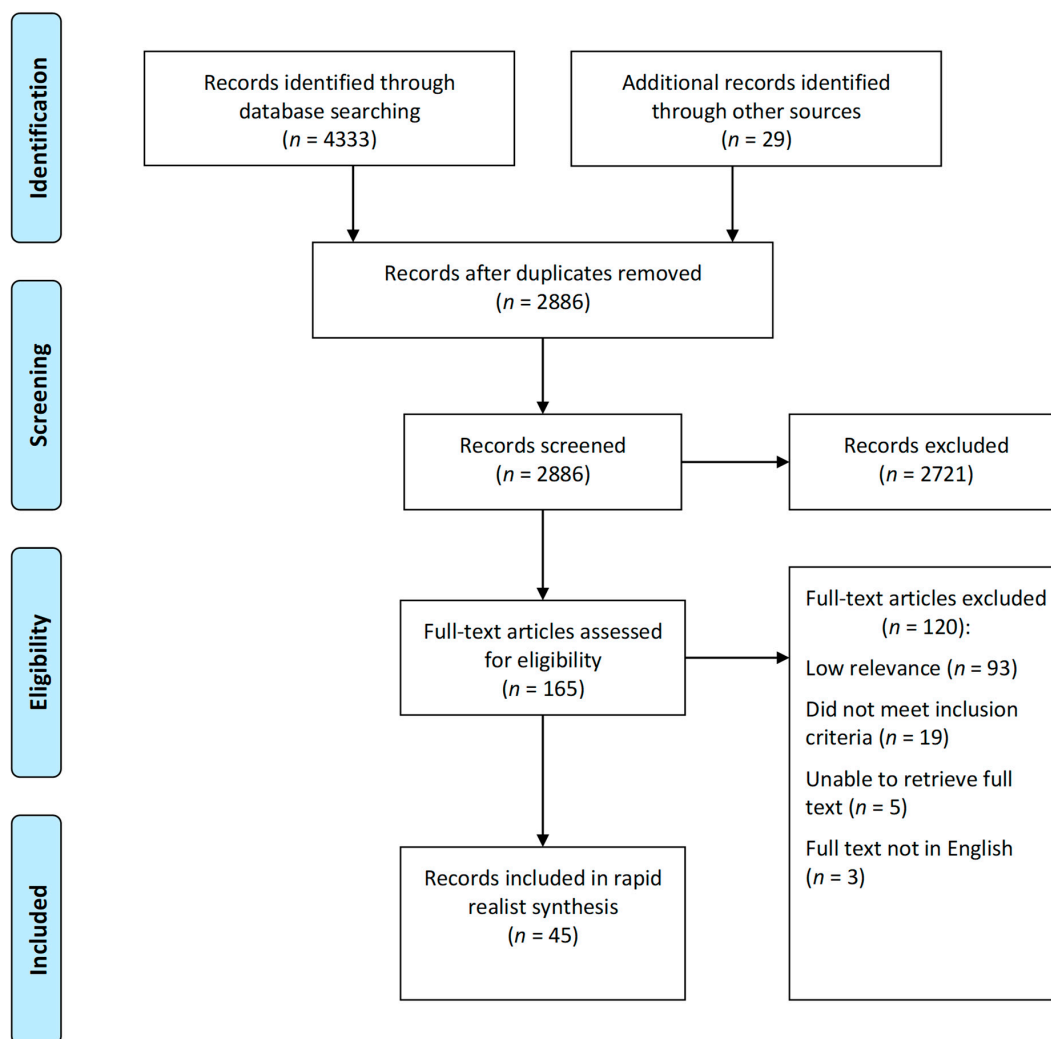 Identification
Records identified through
database searching
(n = 4333)
Additional records identified
through other sources
(n = 29)
Records after duplicates removed
(n = 2886)
Screening
Records screened
(n = 2886)
Records excluded
(n = 2721)
Eligibility
Full-text articles assessed
for eligibility
(n = 165)
Full-text articles excluded
(n = 120):
Low relevance (n = 93)
Did not meet inclusion
criteria (n = 19)
Unable to retrieve full
text (n = 5)
Full text not in English
(n = 3)
Included
Records included in rapid
realist synthesis
(n = 45)